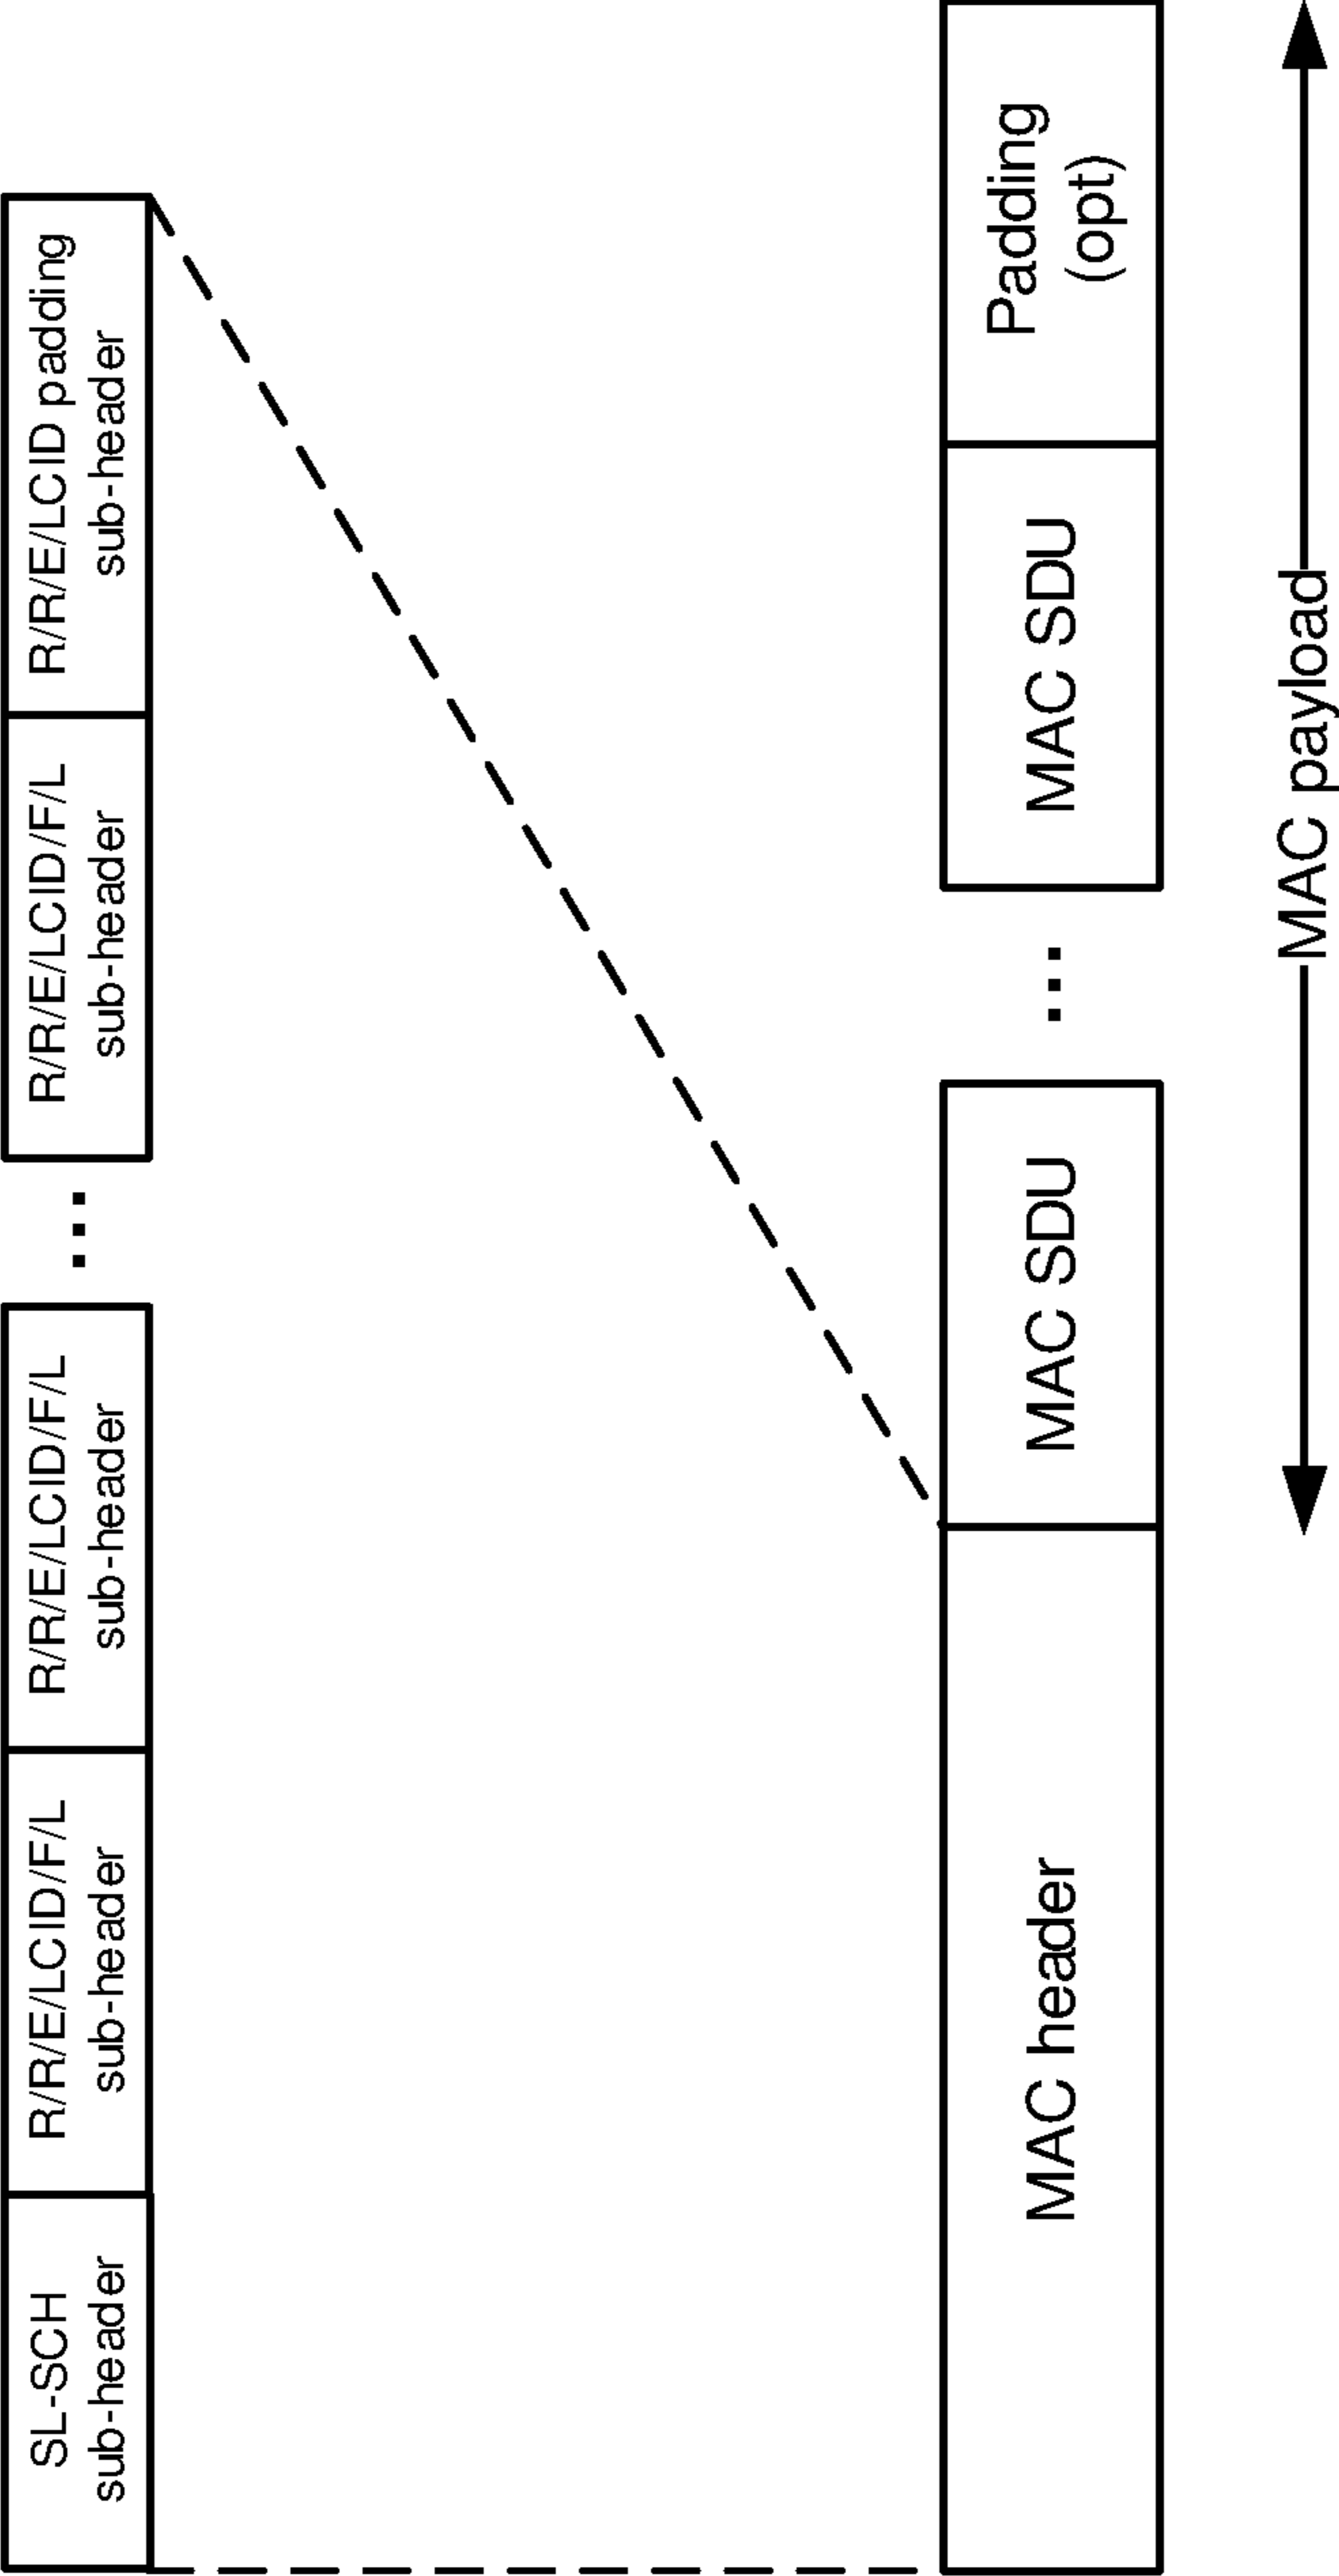 SL-SCH
sub-header
R/R/E/LCID/F/L
sub-header
R/R/E/LCID/F/L
sub-header
...
R/R/E/LCID/F/L
sub-header
R/R/E/LCID padding
sub-header
MAC header
MAC SDU
...
MAC SDU
Padding
(opt)
MAC payload